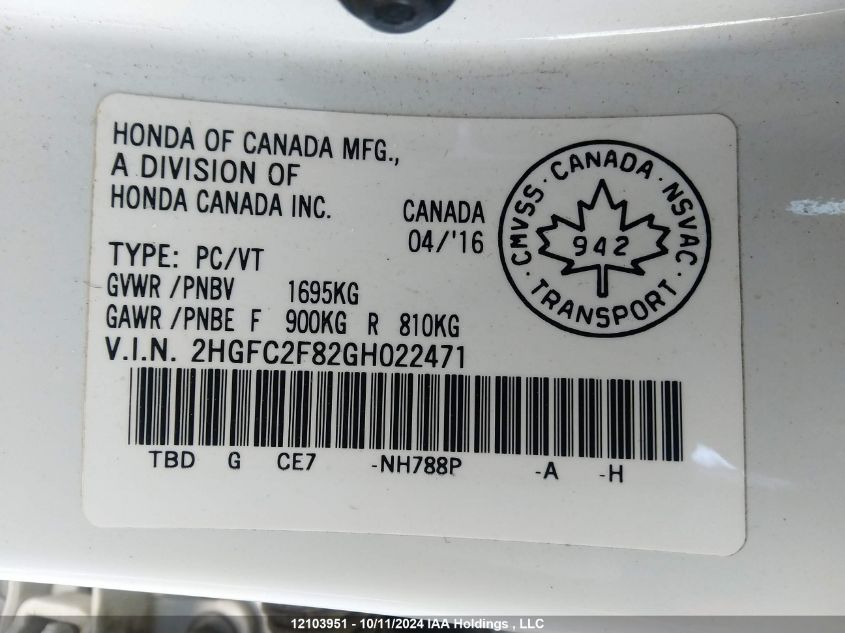 HONDA OF CANADA MFG.,
A DIVISION OF
HONDA CANADA INC.
CANADA
04/'16
TYPE: PC/VT
GVWR /PNBV 1695KG
GAWR /PNBE F 900KG R 810KG
V.I.N. 2HGFC2F82GH022471
CMVSS · CANADA · NSVAC
942
· TRANSPORT ·
TBD G CE7 -NH788P -A -H
12103951 - 10/11/2024 IAA Holdings , LLC